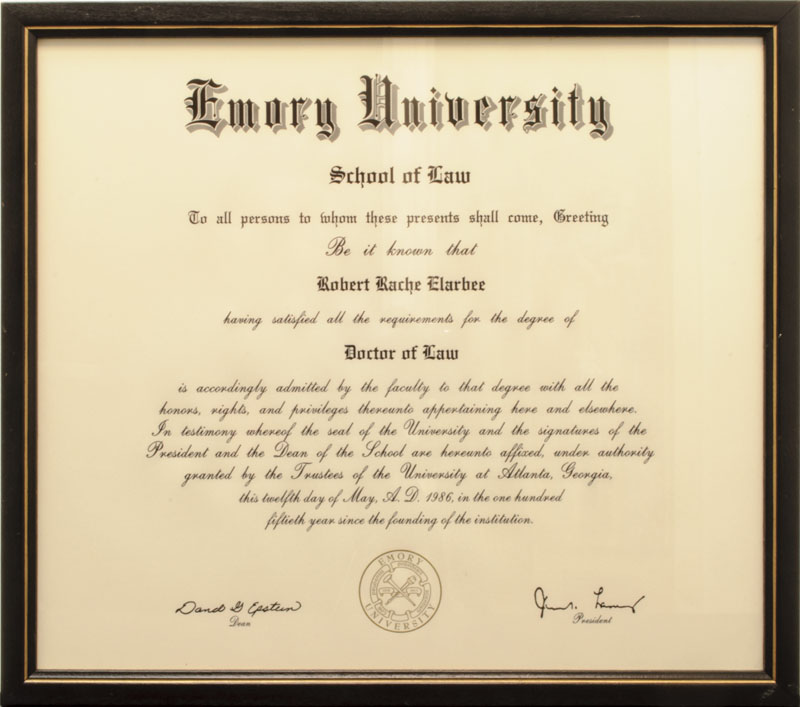 Emory University
School of Law
To all persons to whom these presents shall come, Greeting
Be it known that
Robert Rache Elarbee
having satisfied all the requirements for the degree of
Doctor of Law
is accordingly admitted by the faculty to that degree with all the
honors, rights, and privileges thereunto appertaining here and elsewhere.
In testimony whereof the seal of the University and the signatures of the
President and the Dean of the School are hereunto affixed, under authority
granted by the Trustees of the University at Atlanta, Georgia,
this twelfth day of May, A. D. 1986, in the one hundred
fiftieth year since the founding of the institution.
EMORY
UNIVERSITY
David G Epstein
Dean
President